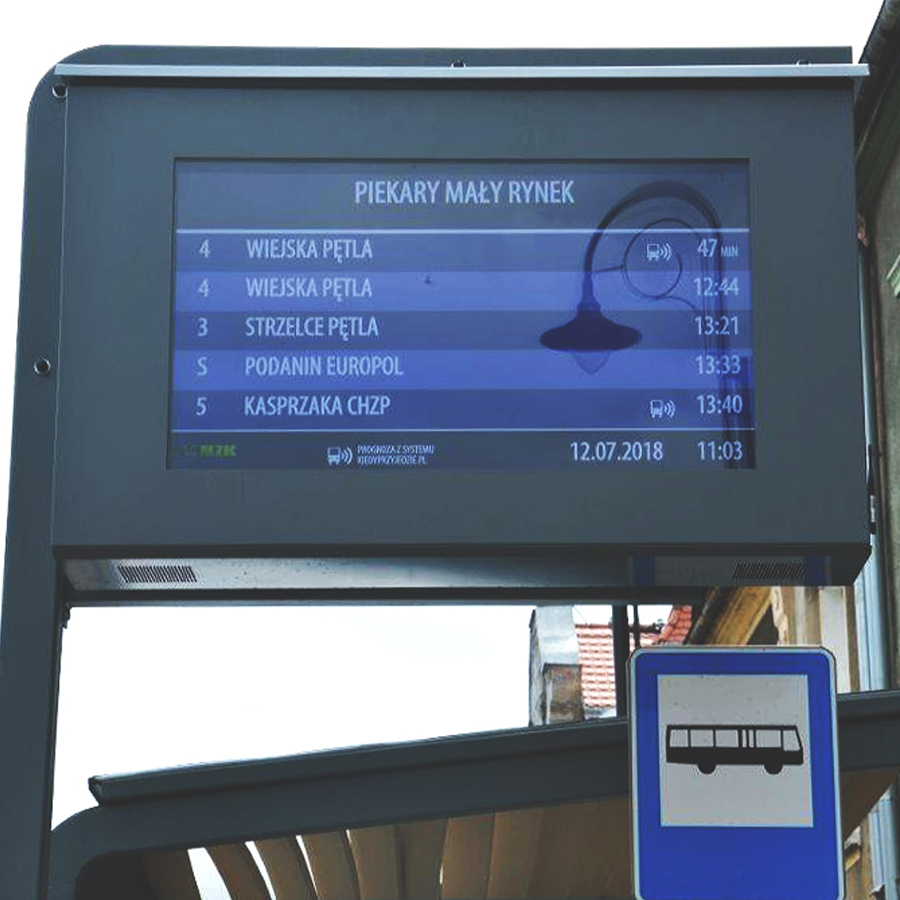 PIEKARY MAŁY RYNEK
4 WIEJSKA PĘTLA 47 MIN
4 WIEJSKA PĘTLA 12:44
3 STRZELCE PĘTLA 13:21
S PODANIN EUROPOL 13:33
5 KASPRZAKA CHZP 13:40
MZK PROGNOZA Z SYSTEMU 12.07.2018 11:03
KIEDYPRZYJEDZIE.PL